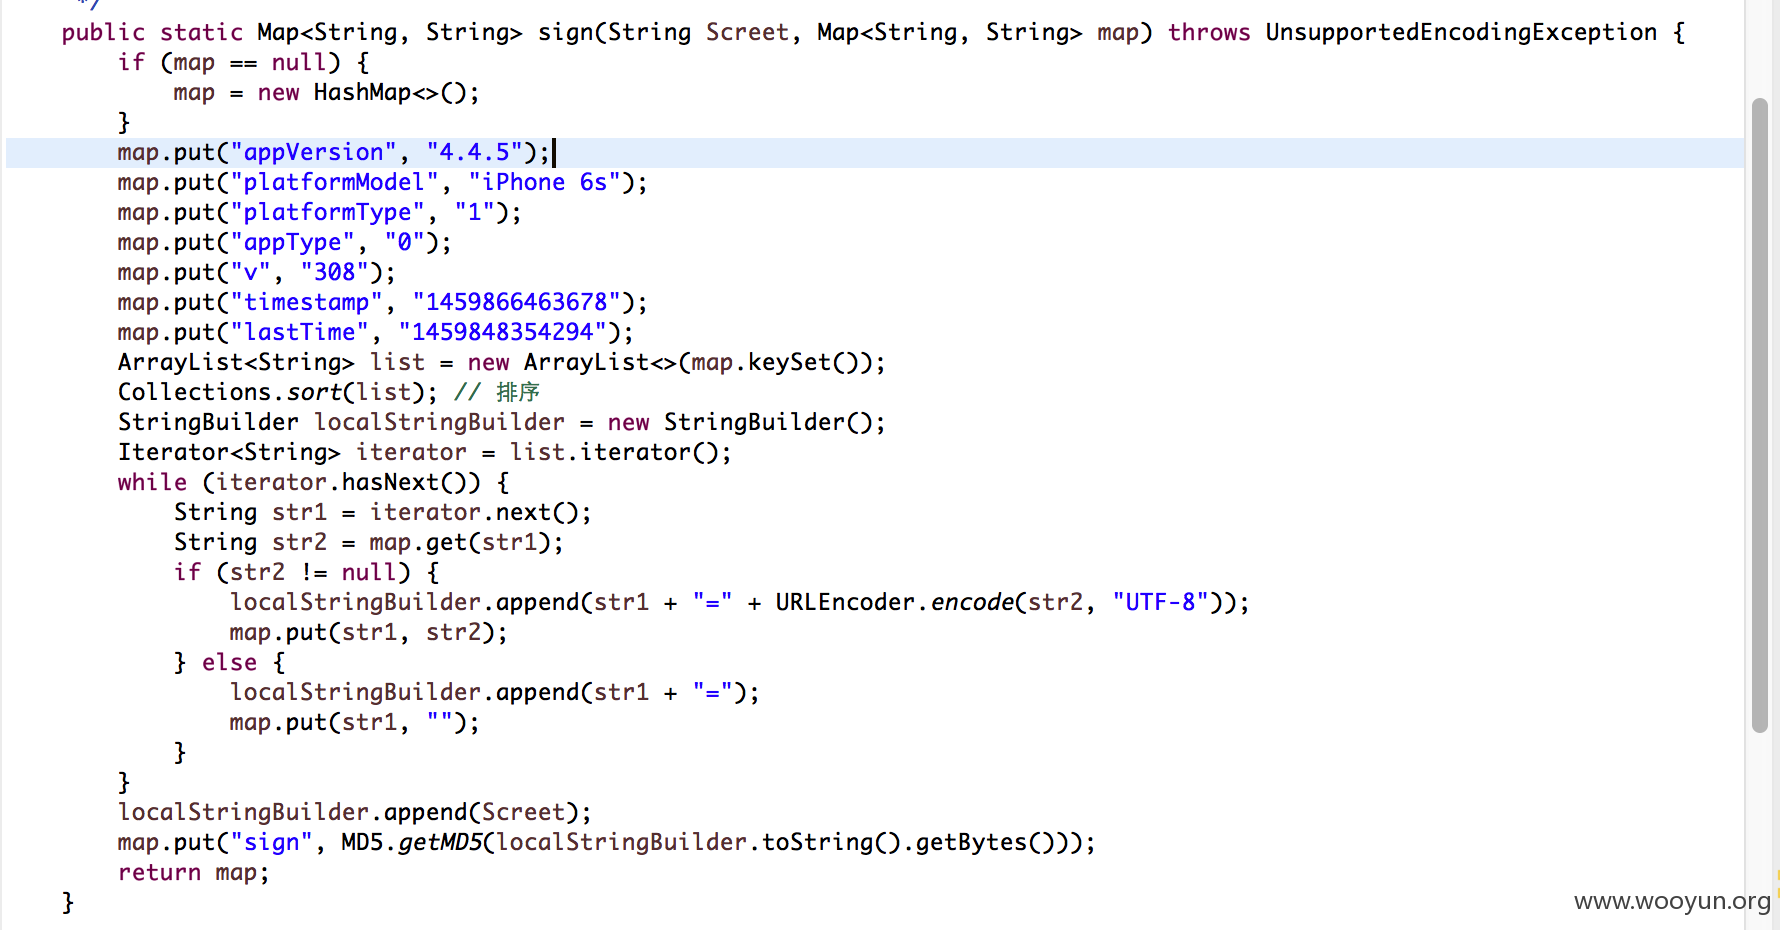 */
public static Map<String, String> sign(String Screet, Map<String, String> map) throws UnsupportedEncodingException {
if (map == null) {
map = new HashMap<>();
}
map.put("appVersion", "4.4.5");
map.put("platformModel", "iPhone 6s");
map.put("platformType", "1");
map.put("appType", "0");
map.put("v", "308");
map.put("timestamp", "1459866463678");
map.put("lastTime", "1459848354294");
ArrayList<String> list = new ArrayList<>(map.keySet());
Collections.sort(list); // 排序
StringBuilder localStringBuilder = new StringBuilder();
Iterator<String> iterator = list.iterator();
while (iterator.hasNext()) {
String str1 = iterator.next();
String str2 = map.get(str1);
if (str2 != null) {
localStringBuilder.append(str1 + "=" + URLEncoder.encode(str2, "UTF-8"));
map.put(str1, str2);
} else {
localStringBuilder.append(str1 + "=");
map.put(str1, "");
}
}
localStringBuilder.append(Screet);
map.put("sign", MD5.getMD5(localStringBuilder.toString().getBytes()));
return map;
}
www.wooyun.org